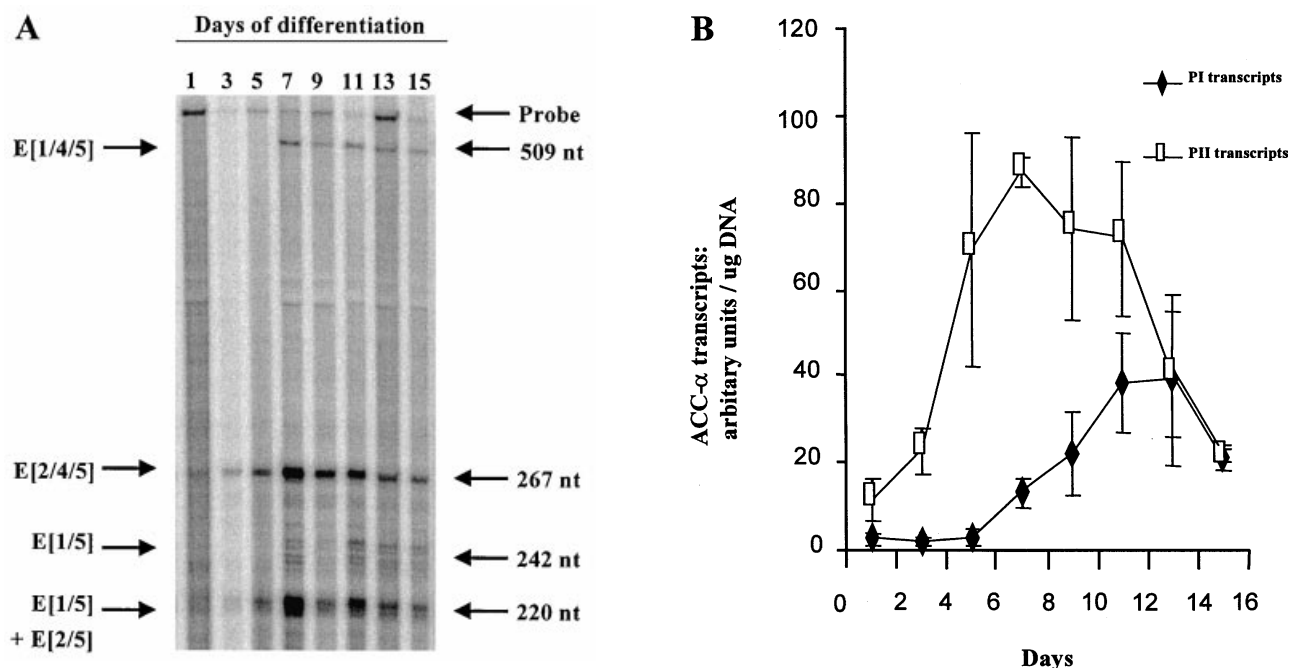 A
Days of differentiation
1 3 5 7 9 11 13 15
Probe
E[1/4/5]
509 nt
E[2/4/5]
267 nt
E[1/5]
242 nt
E[1/5]
220 nt
+ E[2/5]
B
120
100
80
60
40
20
0
ACC-α transcripts:
arbitary units / ug DNA
PI transcripts
PII transcripts
0 2 4 6 8 10 12 14 16
Days